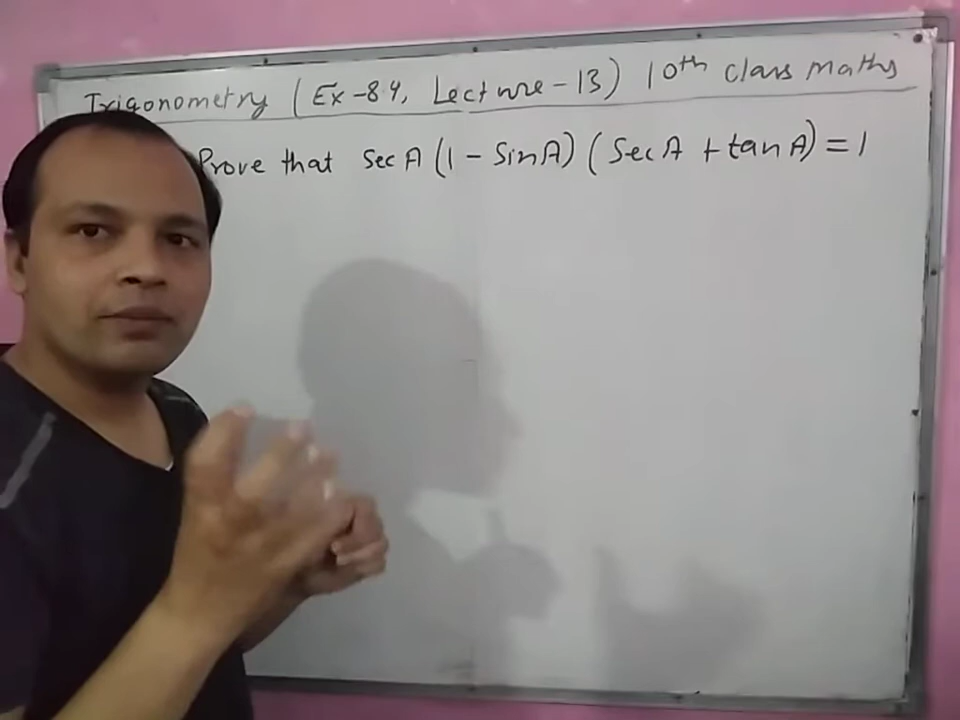 Trigonometry (Ex-8.4, Lecture-13) 10th class maths
Prove that Sec A (1 - SinA) (Sec A + tan A) = 1